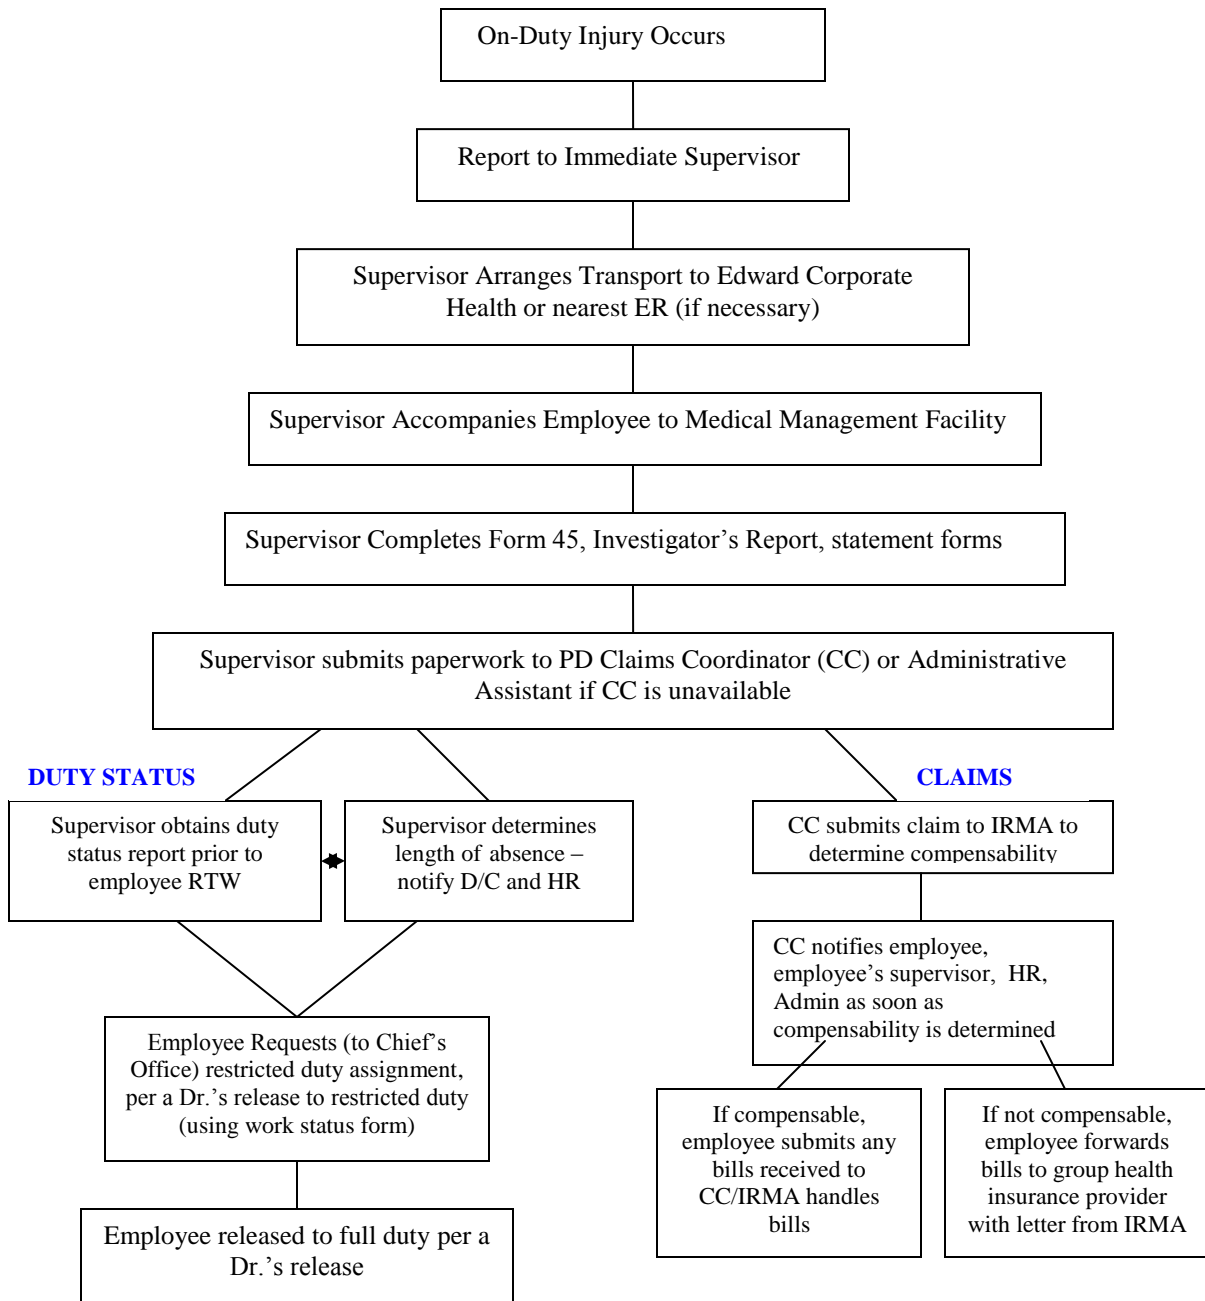 On-Duty Injury Occurs
Report to Immediate Supervisor
Supervisor Arranges Transport to Edward Corporate
Health or nearest ER (if necessary)
Supervisor Accompanies Employee to Medical Management Facility
Supervisor Completes Form 45, Investigator’s Report, statement forms
Supervisor submits paperwork to PD Claims Coordinator (CC) or Administrative
Assistant if CC is unavailable
DUTY STATUS
Supervisor obtains duty
status report prior to
employee RTW
Supervisor determines
length of absence –
notify D/C and HR
Employee Requests (to Chief’s
Office) restricted duty assignment,
per a Dr.’s release to restricted duty
(using work status form)
Employee released to full duty per a
Dr.’s release
CLAIMS
CC submits claim to IRMA to
determine compensability
CC notifies employee,
employee’s supervisor, HR,
Admin as soon as
compensability is determined
If compensable,
employee submits any
bills received to
CC/IRMA handles
bills
If not compensable,
employee forwards
bills to group health
insurance provider
with letter from IRMA